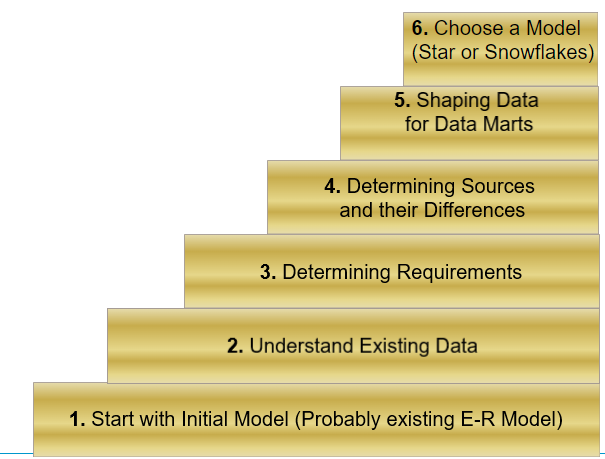 6. Choose a Model
(Star or Snowflakes)
5. Shaping Data
for Data Marts
4. Determining Sources
and their Differences
3. Determining Requirements
2. Understand Existing Data
1. Start with Initial Model (Probably existing E-R Model)